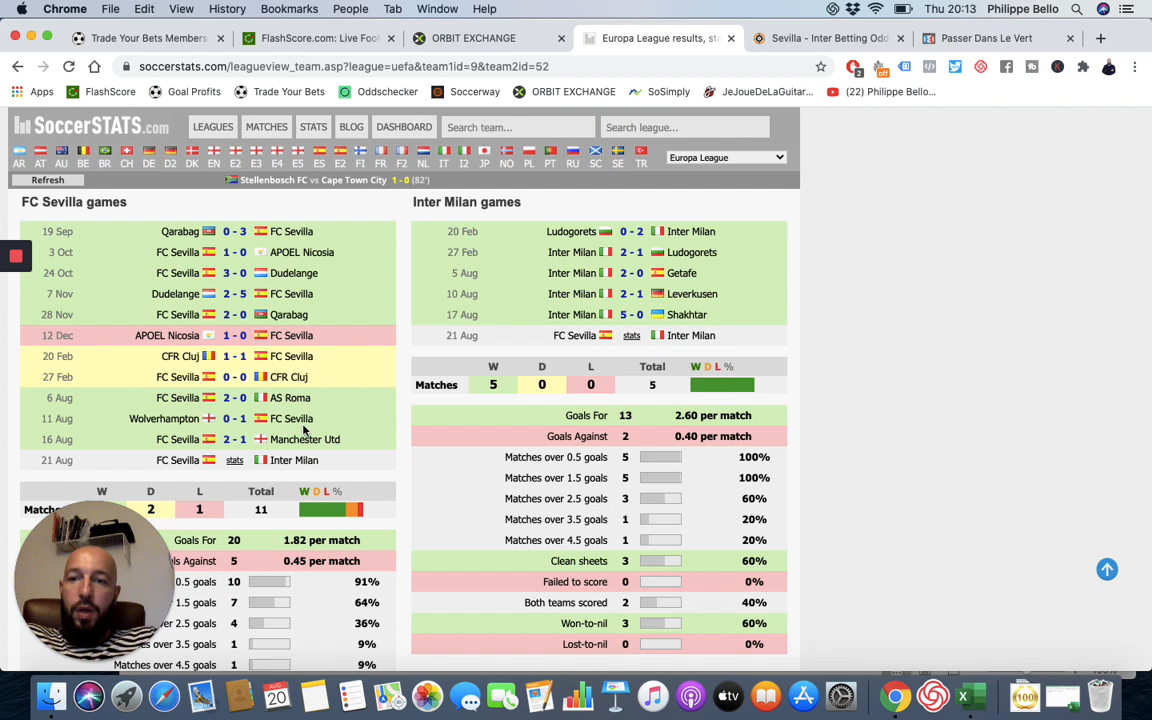 Chrome File Edit View History Bookmarks People Tab Window Help Thu 20:13 Philippe Bello
Trade Your Bets Members FlashScore.com: Live Foot ORBIT EXCHANGE Europa League results, sta Sevilla - Inter Betting Odd Passer Dans Le Vert
soccerstats.com/leagueview_team.asp?league=uefa&team1id=9&team2id=52
2 off
Apps FlashScore Goal Profits Trade Your Bets Oddschecker Soccerway ORBIT EXCHANGE SoSimply JeJoueDeLaGuitar... (22) Philippe Bello...
SoccerSTATS.com LEAGUES MATCHES STATS BLOG DASHBOARD Search team... Search league...
AR AT AU BE BR CH DE D2 DK EN E2 E3 E4 E5 ES E2 FI FR F2 NL IT I2 JP NO PL PT RU SC SE TR Europa League
Refresh Stellenbosch FC vs Cape Town City 1 - 0 (82')
FC Sevilla games
19 Sep Qarabag 0 - 3 FC Sevilla
3 Oct FC Sevilla 1 - 0 APOEL Nicosia
24 Oct FC Sevilla 3 - 0 Dudelange
7 Nov Dudelange 2 - 5 FC Sevilla
28 Nov FC Sevilla 2 - 0 Qarabag
12 Dec APOEL Nicosia 1 - 0 FC Sevilla
20 Feb CFR Cluj 1 - 1 FC Sevilla
27 Feb FC Sevilla 0 - 0 CFR Cluj
6 Aug FC Sevilla 2 - 0 AS Roma
11 Aug Wolverhampton 0 - 1 FC Sevilla
16 Aug FC Sevilla 2 - 1 Manchester Utd
21 Aug FC Sevilla stats Inter Milan
W D L Total W D L %
Matches 2 1 11
Goals For 20 1.82 per match
ls Against 5 0.45 per match
0.5 goals 10 91%
1.5 goals 7 64%
2.5 goals 4 36%
over 3.5 goals 1 9%
Matches over 4.5 goals 1 9%
Inter Milan games
20 Feb Ludogorets 0 - 2 Inter Milan
27 Feb Inter Milan 2 - 1 Ludogorets
5 Aug Inter Milan 2 - 0 Getafe
10 Aug Inter Milan 2 - 1 Leverkusen
17 Aug Inter Milan 5 - 0 Shakhtar
21 Aug FC Sevilla stats Inter Milan
W D L Total W D L %
Matches 5 0 0 5
Goals For 13 2.60 per match
Goals Against 2 0.40 per match
Matches over 0.5 goals 5 100%
Matches over 1.5 goals 5 100%
Matches over 2.5 goals 3 60%
Matches over 3.5 goals 1 20%
Matches over 4.5 goals 1 20%
Clean sheets 3 60%
Failed to score 0 0%
Both teams scored 2 40%
Won-to-nil 3 60%
Lost-to-nil 0 0%
AUG
20
tv
100